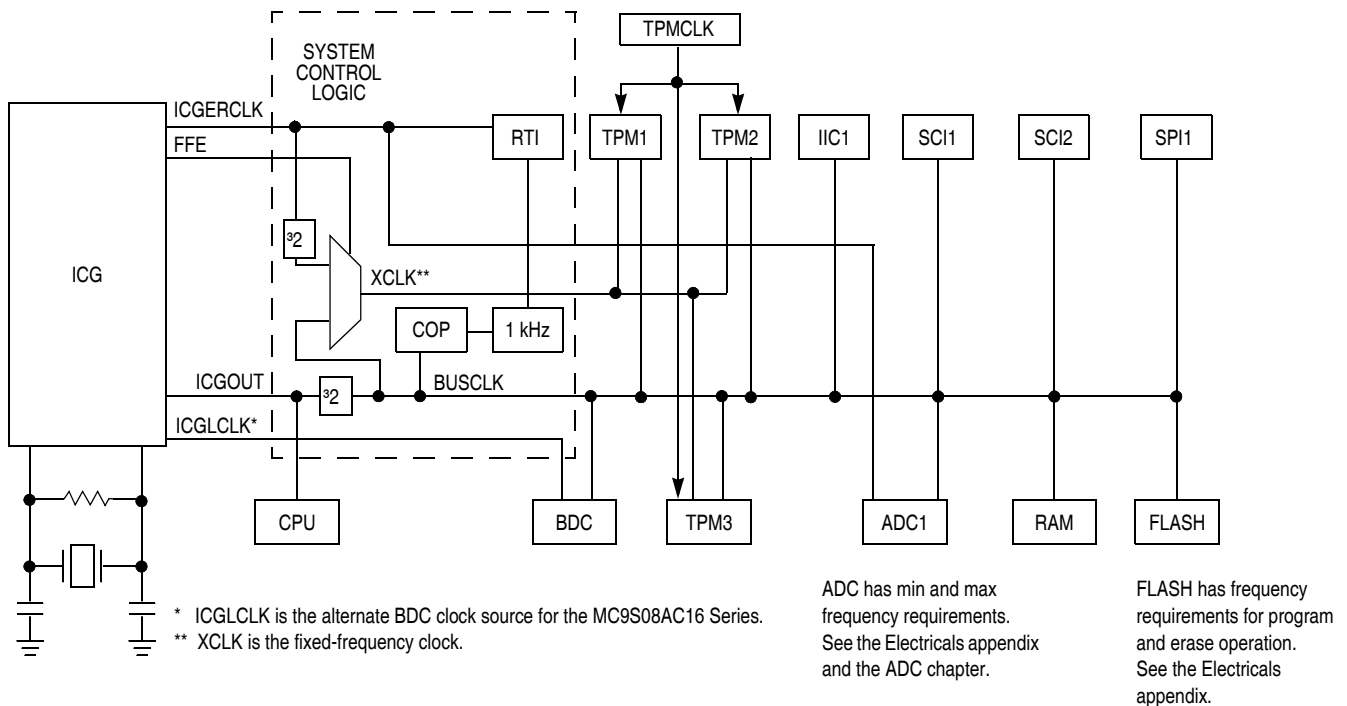 TPMCLK
SYSTEM
CONTROL
LOGIC
ICGERCLK
FFE
RTI
TPM1
TPM2
IIC1
SCI1
SCI2
SPI1
³2
ICG
XCLK**
COP
1 kHz
ICGOUT
³2
BUSCLK
ICGLCLK*
CPU
BDC
TPM3
ADC1
RAM
FLASH
* ICGLCLK is the alternate BDC clock source for the MC9S08AC16 Series.
** XCLK is the fixed-frequency clock.
ADC has min and max
frequency requirements.
See the Electricals appendix
and the ADC chapter.
FLASH has frequency
requirements for program
and erase operation.
See the Electricals
appendix.